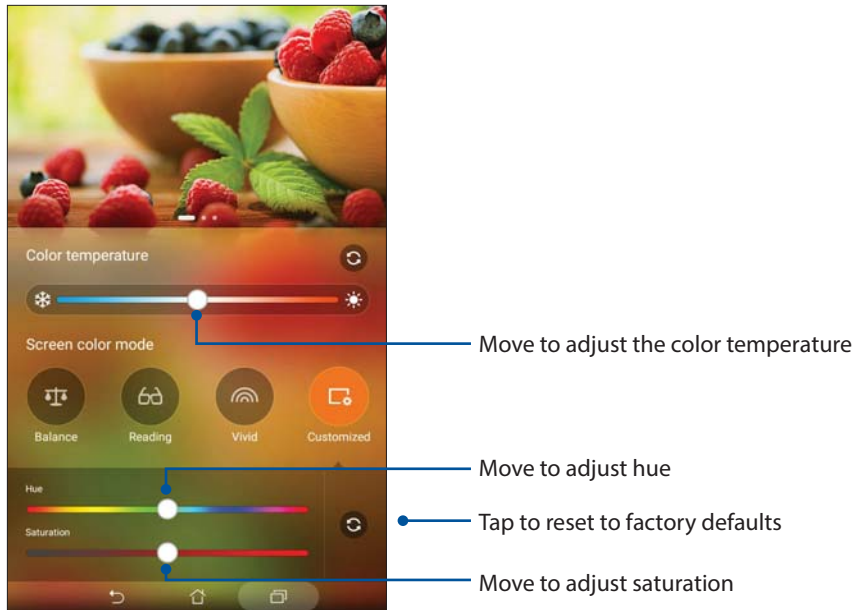 Color temperature
Move to adjust the color temperature
Screen color mode
Balance
Reading
Vivid
Customized
Move to adjust hue
Hue
Tap to reset to factory defaults
Saturation
Move to adjust saturation